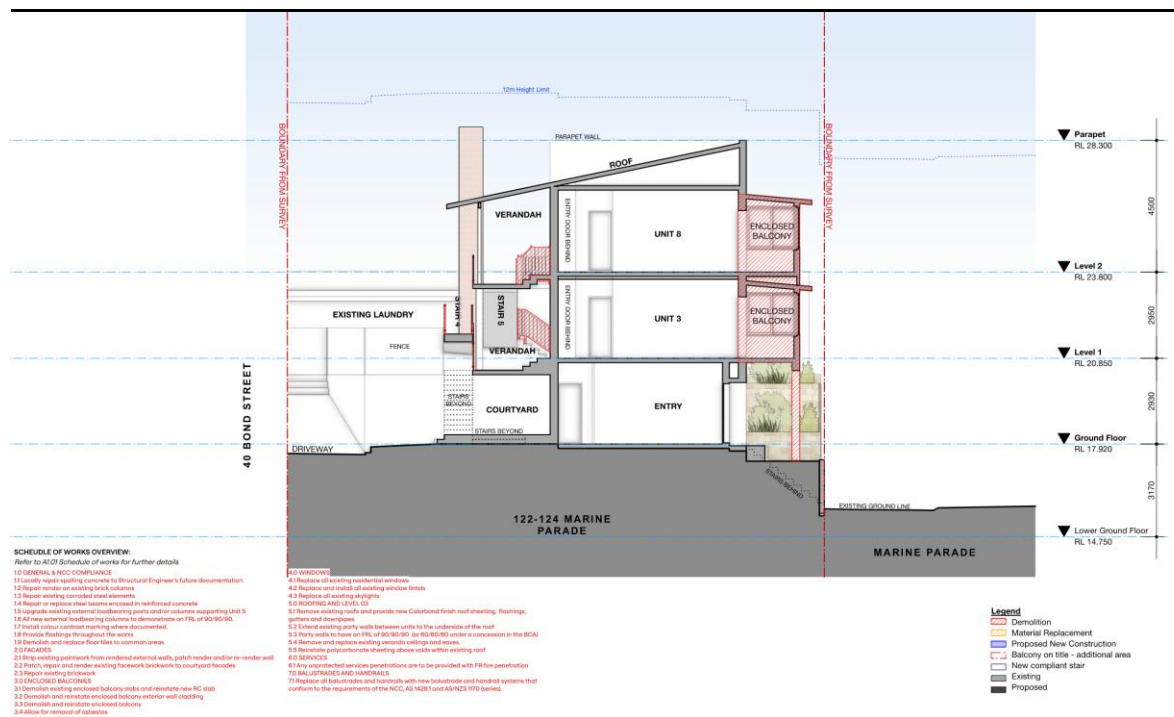 12m Height Limit
BOUNDARY FROM SURVEY
BOUNDARY FROM SURVEY
PARAPET WALL
ROOF
Parapet
RL 28.300
4500
VERANDAH
ENTRY DOOR BEHIND
UNIT 8
ENCLOSED
BALCONY
Level 2
RL 23.800
2950
EXISTING LAUNDRY
STAIR 4
STAIR 5
ENTRY DOOR BEHIND
UNIT 3
ENCLOSED
BALCONY
FENCE
VERANDAH
Level 1
RL 20.850
2930
40 BOND STREET
STAIRS
BEYOND
COURTYARD
ENTRY
STAIRS BEYOND
DRIVEWAY
Ground Floor
RL 17.920
3170
STAIRS BEHIND
EXISTING GROUND LINE
122-124 MARINE
PARADE
Lower Ground Floor
RL 14.750
MARINE PARADE
SCHEUDLE OF WORKS OVERVIEW:
Refer to A1.01 Schedule of works for further details.
1.0 GENERAL & NCC COMPLIANCE
1.1 Locally repair spalling concrete to Structural Engineer's future documentation.
1.2 Repair render on existing brick columns
1.3 Repair existing corroded steel elements
1.4 Repair or replace steel beams encased in reinforced concrete
1.5 Upgrade existing external loadbearing posts and/or columns supporting Unit 5
1.6 All new external loadbearing columns to demonstrate an FRL of 90/90/90.
1.7 Install colour contrast marking where documented.
1.8 Provide flashings throughout the works
1.9 Demolish and replace floor tiles to common areas.
2.0 FACADES
2.1 Strip existing paintwork from rendered external walls, patch render and/or re-render wall
2.2 Patch, repair and render existing facework brickwork to courtyard facades
2.3 Repair existing brickwork
3.0 ENCLOSED BALCONIES
3.1 Demolish existing enclosed balcony slabs and reinstate new RC slab
3.2 Demolish and reinstate enclosed balcony exterior wall cladding
3.3 Demolish and reinstate enclosed balcony
3.4 Allow for removal of asbestos
4.0 WINDOWS
4.1 Replace all existing residential windows
4.2 Replace and install all existing window lintels
4.3 Replace all existing skylights
5.0 ROOFING AND LEVEL 03
5.1 Remove existing roofs and provide new Colorbond finish roof sheeting, flashings,
gutters and downpipes
5.2 Extend existing party walls between units to the underside of the roof
5.3 Party walls to have an FRL of 90/90/90 (or 60/60/60 under a concession in the BCA)
5.4 Remove and replace existing veranda ceilings and eaves.
5.5 Reinstate polycarbonate sheeting above voids within existing roof
6.0 SERVICES
6.1 Any unprotected services penetrations are to be provided with FR fire penetration
7.0 BALUSTRADES AND HANDRAILS
7.1 Replace all balustrades and handrails with new balustrade and handrail systems that
conform to the requirements of the NCC, AS 1428.1 and AS/NZS 1170 (series).
Legend
Demolition
Material Replacement
Proposed New Construction
Balcony on title - additional area
New compliant stair
Existing
Proposed